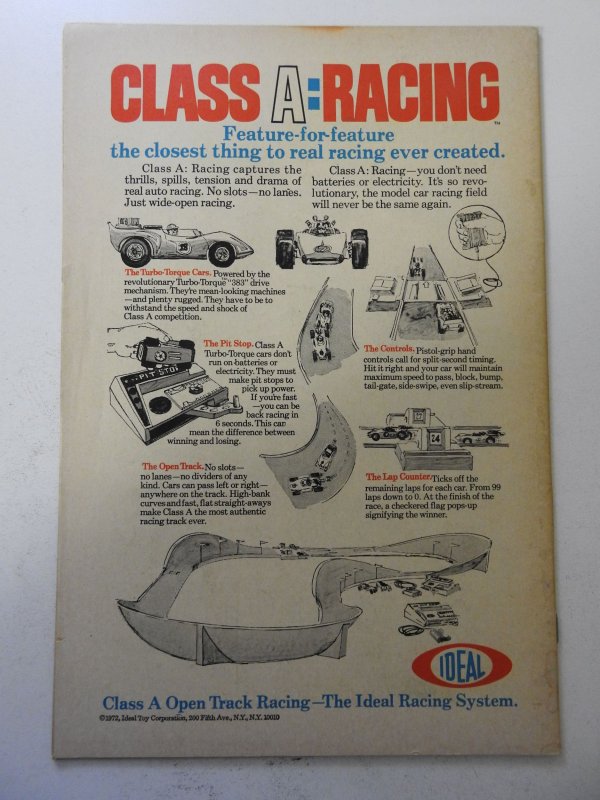 CLASS A:RACING
™
Feature-for-feature
the closest thing to real racing ever created.
Class A: Racing captures the
thrills, spills, tension and drama of
real auto racing. No slots—no lanes.
Just wide-open racing.
Class A: Racing—you don't need
batteries or electricity. It's so revo-
lutionary, the model car racing field
will never be the same again.
The Turbo-Torque Cars. Powered by the
revolutionary Turbo-Torque "383" drive
mechanism. They're mean-looking machines
—and plenty rugged. They have to be to
withstand the speed and shock of
Class A competition.
The Pit Stop. Class A
Turbo-Torque cars don't
run on batteries or
electricity. They must
make pit stops to
pick up power.
If you're fast
—you can be
back racing in
6 seconds. This can
mean the difference between
winning and losing.
PIT STOP
The Controls. Pistol-grip hand
controls call for split-second timing.
Hit it right and your car will maintain
maximum speed to pass, block, bump,
tail-gate, side-swipe, even slip-stream.
24
The Open Track. No slots—
no lanes—no dividers of any
kind. Cars can pass left or right—
anywhere on the track. High-bank
curves and fast, flat straight-aways
make Class A the most authentic
racing track ever.
The Lap Counter. Ticks off the
remaining laps for each car. From 99
laps down to 0. At the finish of the
race, a checkered flag pops-up
signifying the winner.
IDEAL
Class A Open Track Racing—The Ideal Racing System.
©1972, Ideal Toy Corporation, 200 Fifth Ave., N.Y., N.Y. 10010